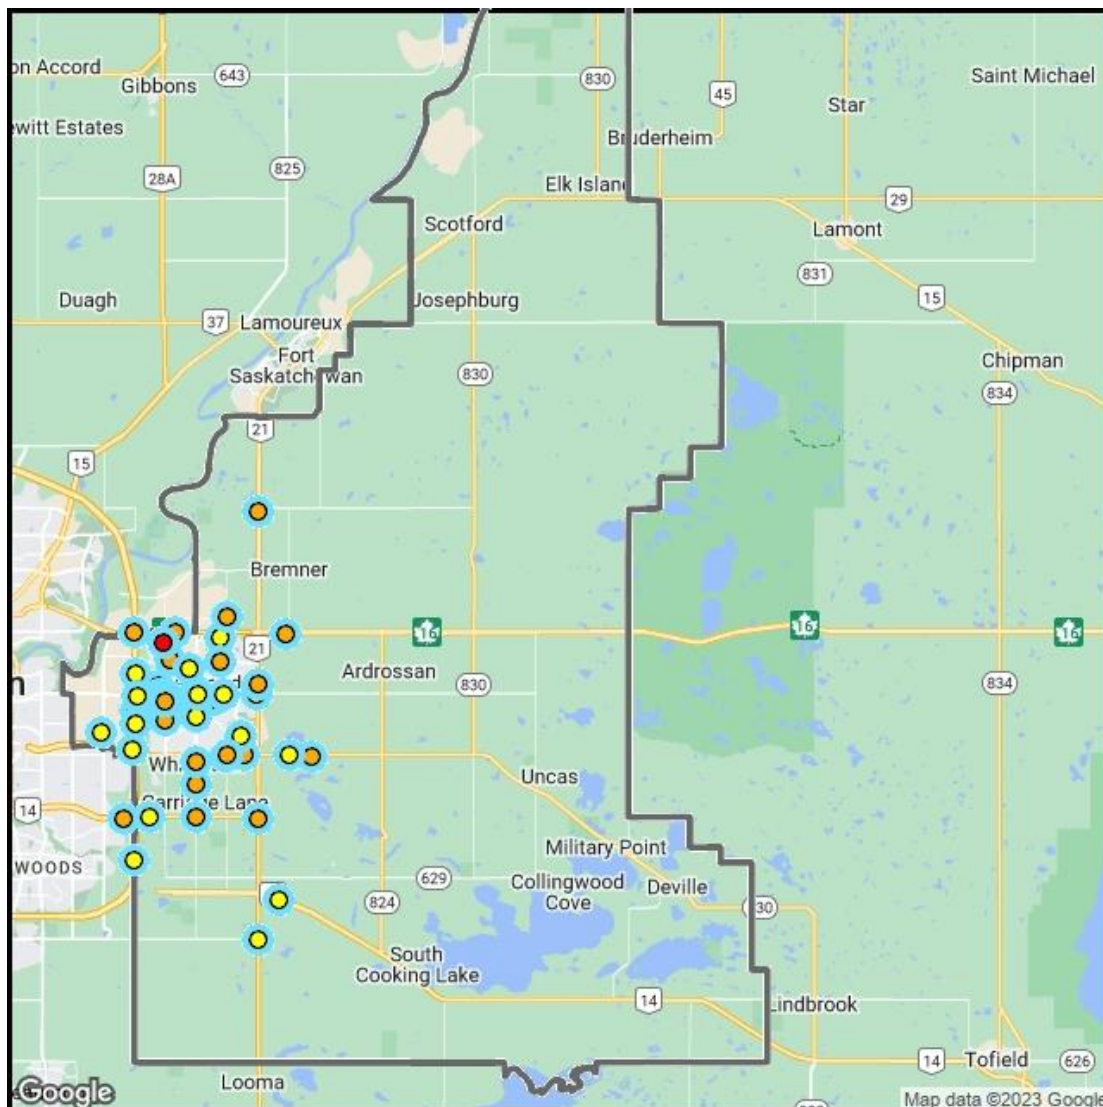 on Accord
Gibbons
643
830
45
Saint Michael
Star
ewitt Estates
28A
825
Bruderheim
Elk Island
29
Scotford
Lamont
831
Duagh
37
Lamoureux
Josephburg
15
Fort
Saskatchewan
830
Chipman
834
21
15
Bremner
16
16
16
21
Ardrossan
830
834
n
Uncas
14
Carriage Lane
Military Point
WOODS
629
Collingwood
Cove
Deville
824
South
Cooking Lake
14
Lindbrook
14
Tofield
626
Looma
Google
Map data ©2023 Google